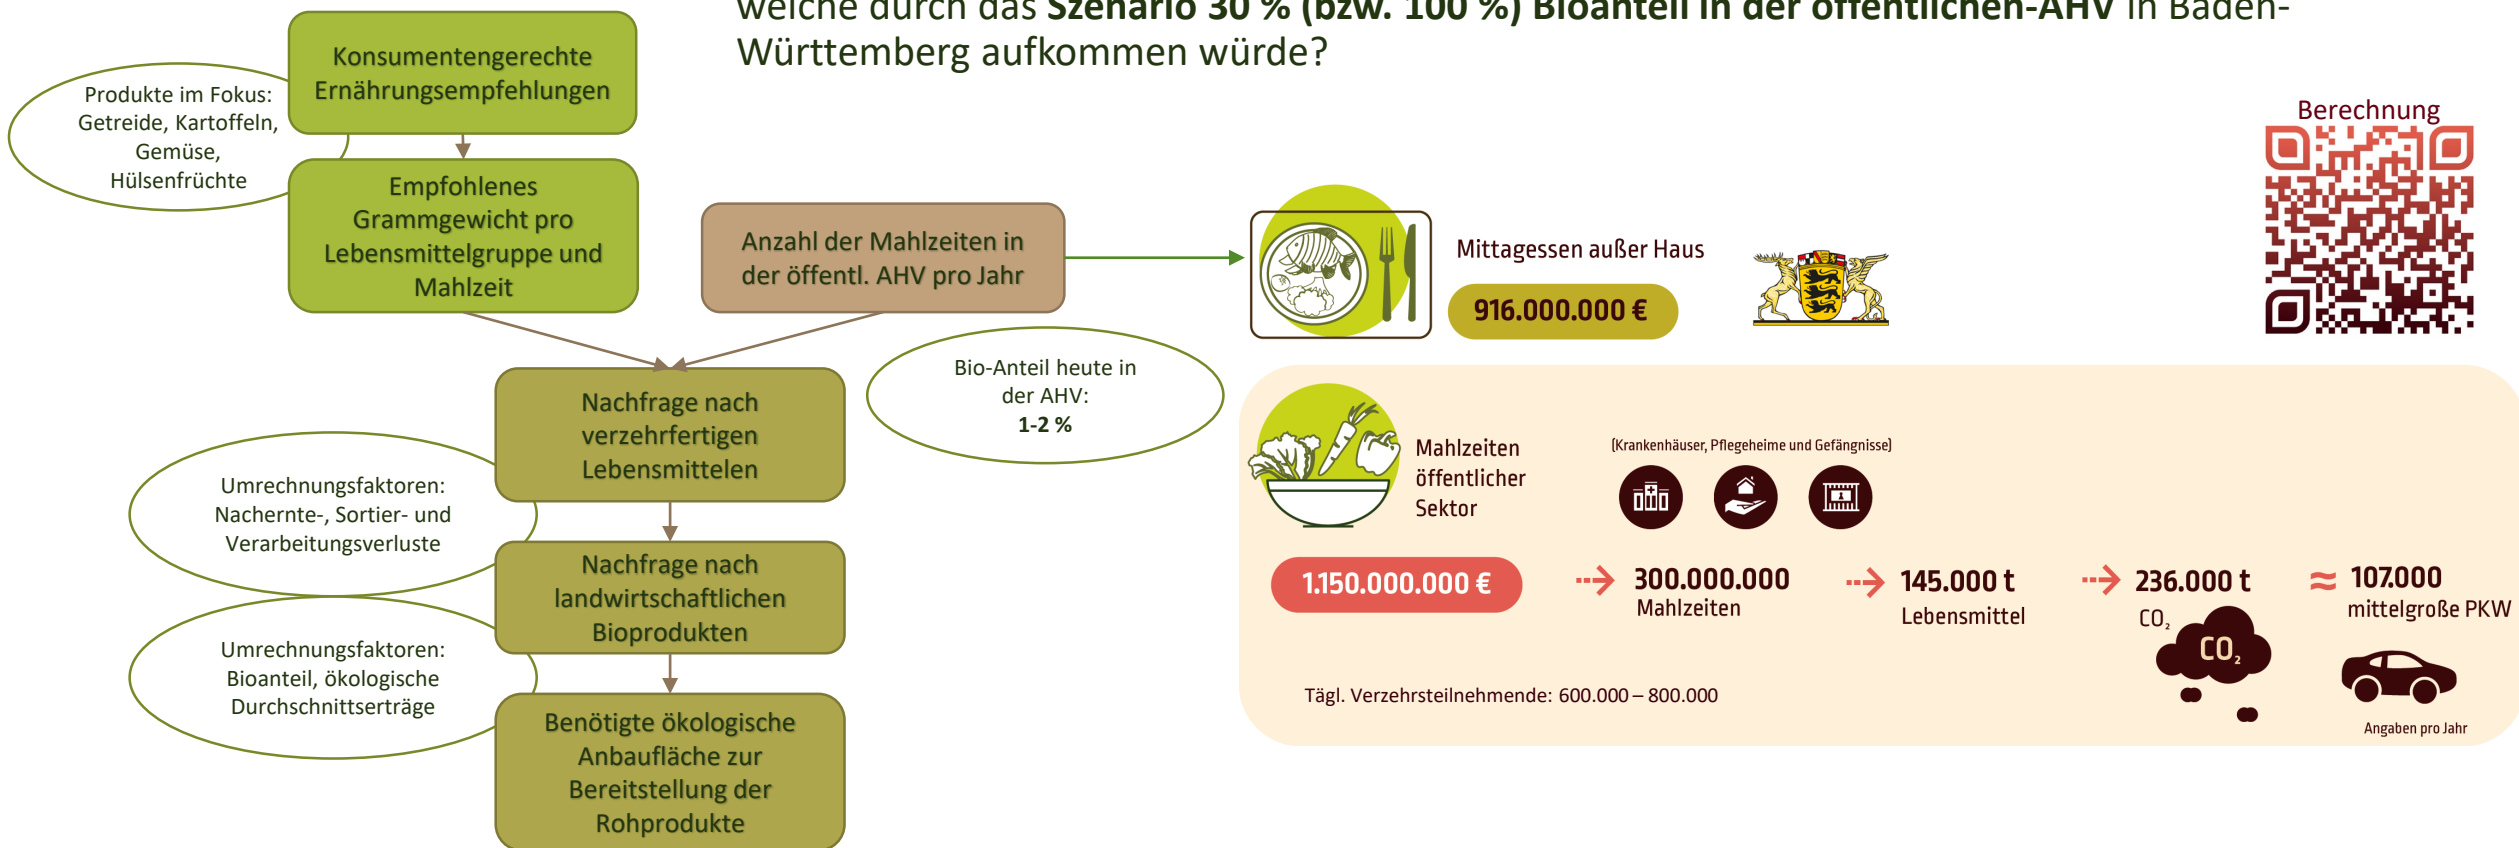 welche durch das Szenario 30 % (bzw. 100 %) Bioanteil in der öffentlichen-AHV in Baden-
Württemberg aufkommen würde?
Konsumentengerechte
Ernährungsempfehlungen
Produkte im Fokus:
Getreide, Kartoffeln,
Gemüse,
Hülsenfrüchte
Empfohlenes
Grammgewicht pro
Lebensmittelgruppe und
Mahlzeit
Anzahl der Mahlzeiten in
der öffentl. AHV pro Jahr
Bio-Anteil heute in
der AHV:
1-2 %
Nachfrage nach
verzehrfertigen
Lebensmittelen
Umrechnungsfaktoren:
Nachernte-, Sortier- und
Verarbeitungsverluste
Nachfrage nach
landwirtschaftlichen
Bioprodukten
Umrechnungsfaktoren:
Bioanteil, ökologische
Durchschnittserträge
Benötigte ökologische
Anbaufläche zur
Bereitstellung der
Rohprodukte
Mittagessen außer Haus
916.000.000 €
Berechnung
Mahlzeiten
öffentlicher
Sektor
(Krankenhäuser, Pflegeheime und Gefängnisse)
1.150.000.000 €
300.000.000
Mahlzeiten
145.000 t
Lebensmittel
236.000 t
CO₂
CO₂
≈ 107.000
mittelgroße PKW
Tägl. Verzehrsteilnehmende: 600.000 – 800.000
Angaben pro Jahr